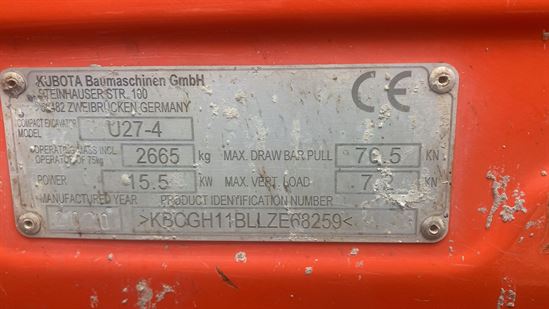 KUBOTA Baumaschinen GmbH
STEINHAUSER STR. 100
66482 ZWEIBRÜCKEN GERMANY
CE
COMPACT EXCAVATOR
MODEL U27-4
OPERATING MASS INCL.
OPERATOR OF 75kg 2665 kg MAX. DRAW BAR PULL KN
POWER 15.5 KW MAX. VERT. LOAD KN
MANUFACTURED YEAR PRODUCT IDENTIFICATION NUMBER